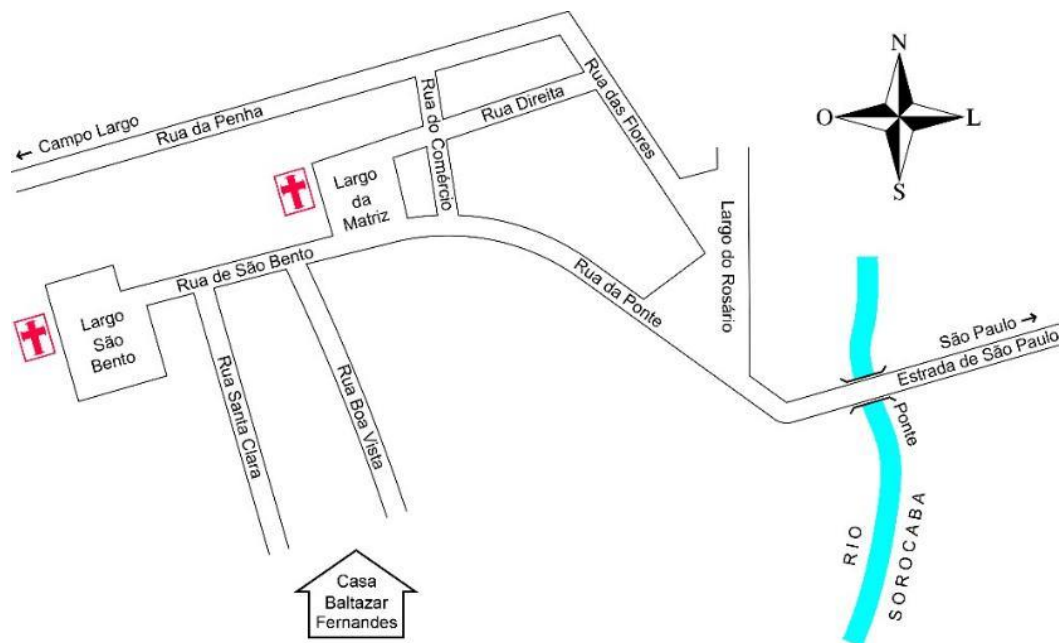 N
O
L
S
← Campo Largo
Rua da Penha
Rua do Comércio
Rua Direita
Rua das Flores
Largo
da
Matriz
Largo do Rosário
Rua de São Bento
Rua da Ponte
Largo
São
Bento
Rua Santa Clara
Rua Boa Vista
São Paulo →
Estrada de São Paulo
Ponte
RIO
SOROCABA
Casa
Baltazar
Fernandes